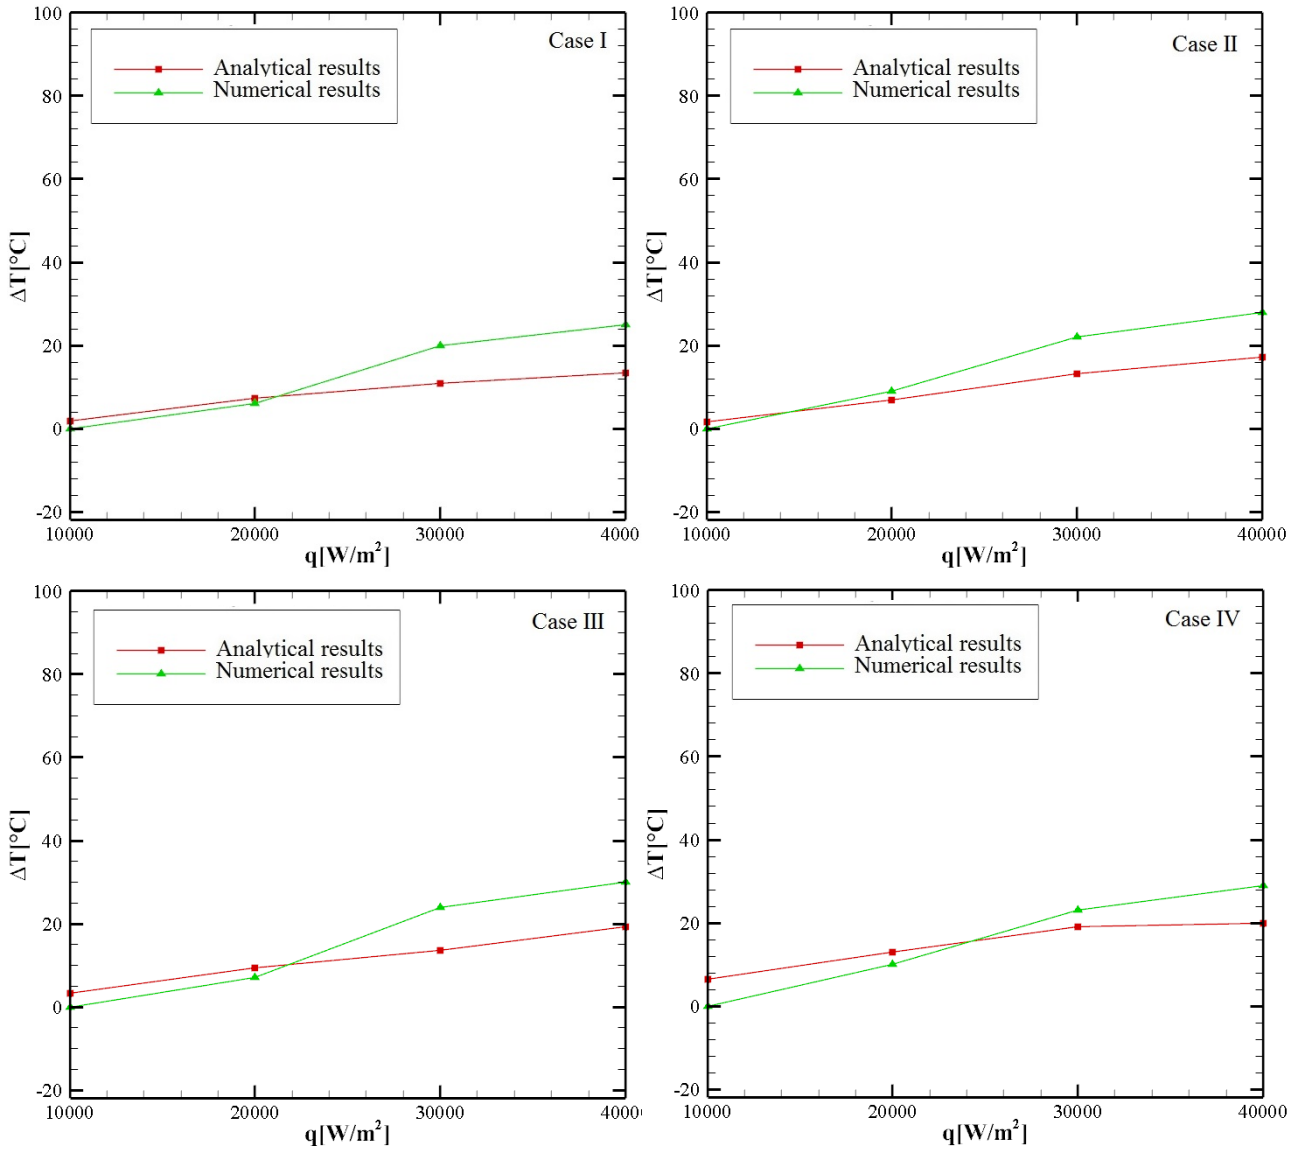 Case I
Analytical results
Numerical results
100
80
60
40
20
0
-20
ΔT[°C]
10000 20000 30000 40000
q[W/m²]
Case II
Analytical results
Numerical results
100
80
60
40
20
0
-20
ΔT[°C]
10000 20000 30000 40000
q[W/m²]
Case III
Analytical results
Numerical results
100
80
60
40
20
0
-20
ΔT[°C]
10000 20000 30000 40000
q[W/m²]
Case IV
Analytical results
Numerical results
100
80
60
40
20
0
-20
ΔT[°C]
10000 20000 30000 40000
q[W/m²]